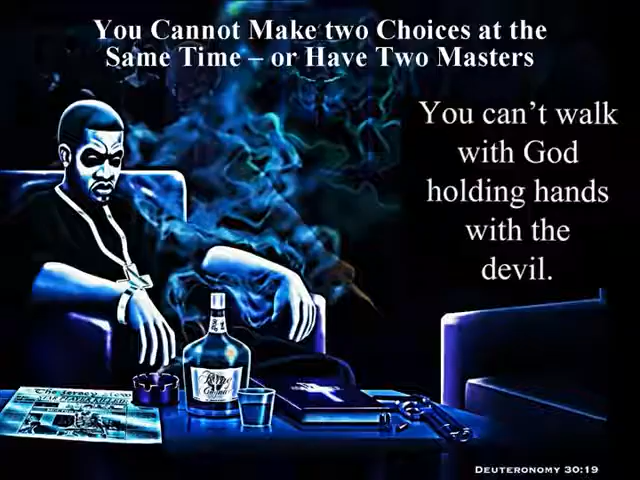 You Cannot Make two Choices at the
Same Time – or Have Two Masters
You can't walk
with God
holding hands
with the
devil.
Deuteronomy 30:19